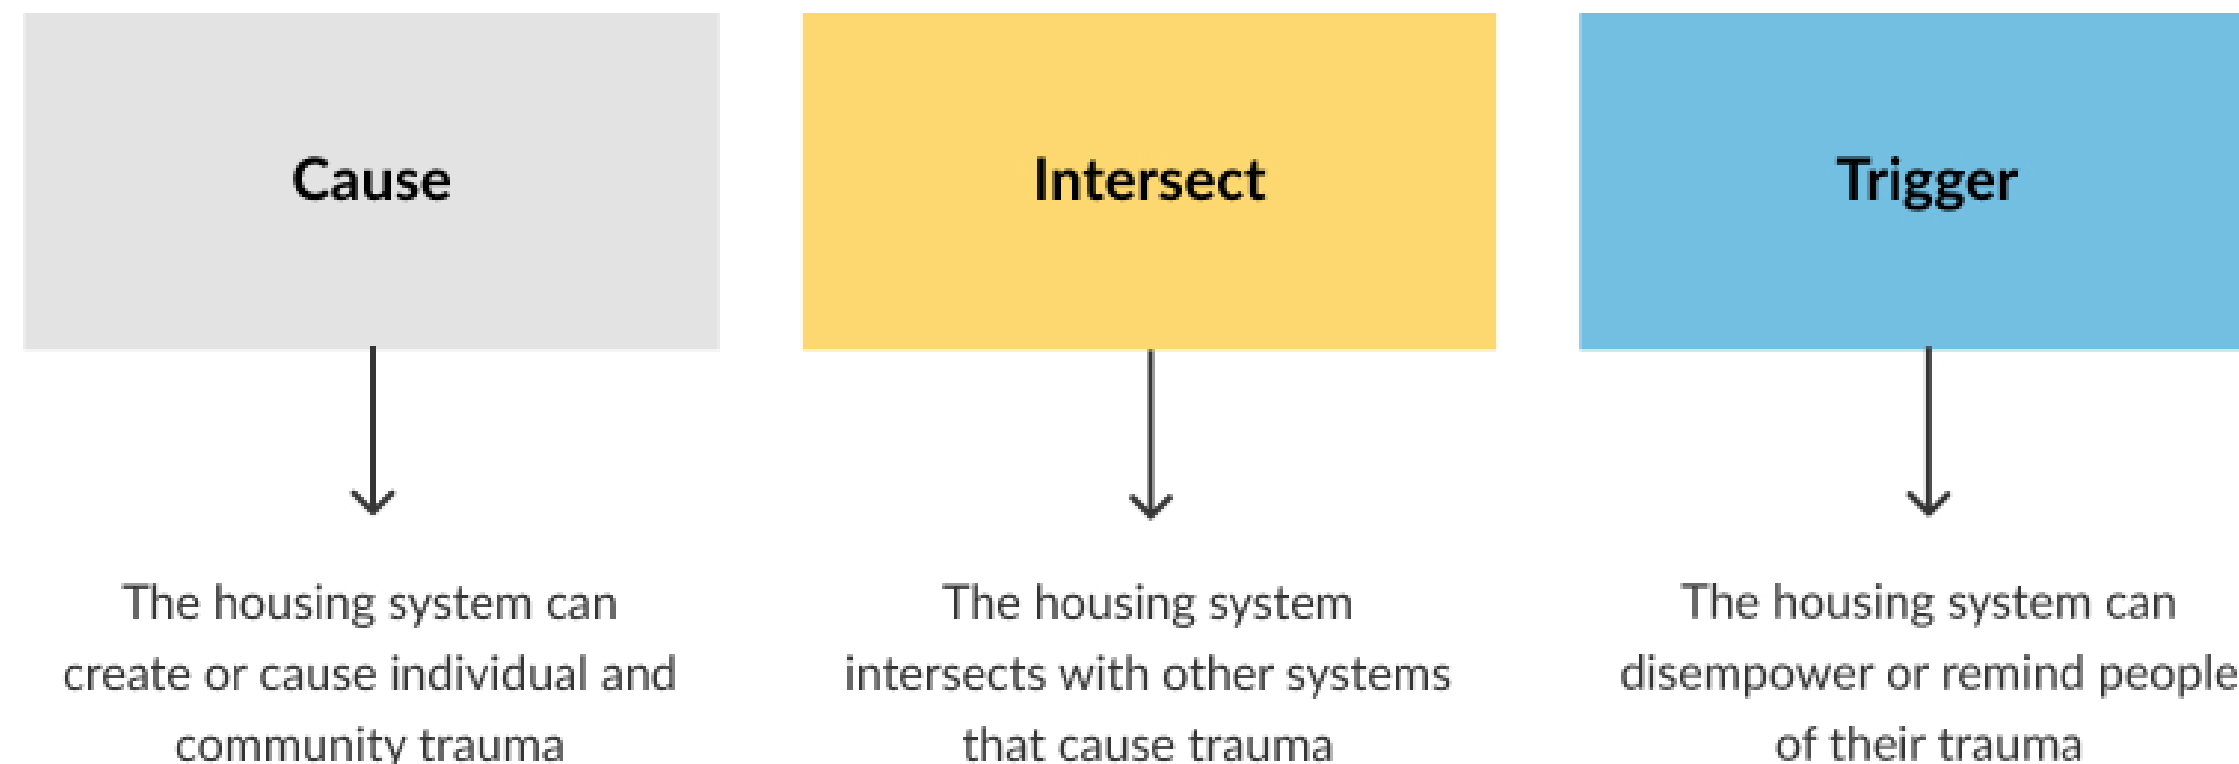 Cause
The housing system can
create or cause individual and
community trauma
Intersect
The housing system
intersects with other systems
that cause trauma
Trigger
The housing system can
disempower or remind people
of their trauma